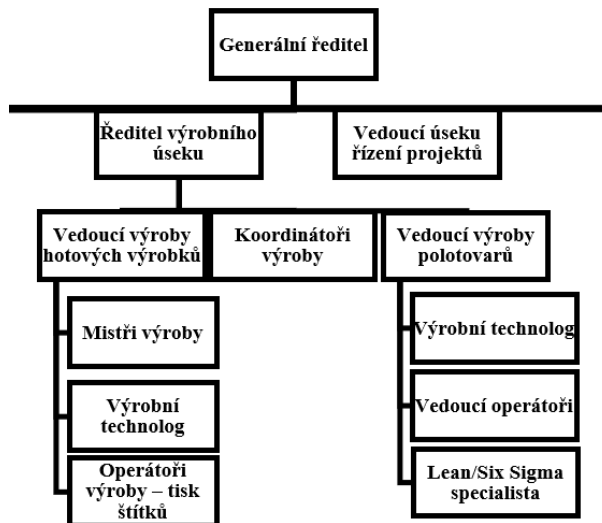 Generální ředitel
Ředitel výrobního
úseku
Vedoucí úseku
řízení projektů
Vedoucí výroby
hotových výrobků
Koordinátoři
výroby
Vedoucí výroby
polotovarů
Mistři výroby
Výrobní
technolog
Operátoři
výroby – tisk
štítků
Výrobní technolog
Vedoucí operátoři
Lean/Six Sigma
specialista